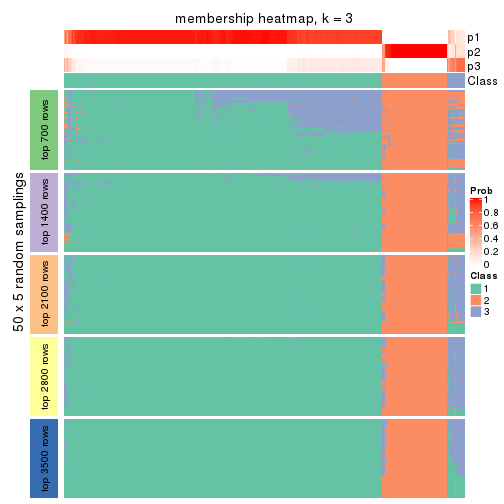 membership heatmap, k = 3
p1
p2
p3
Class
50 x 5 random samplings
top 700 rows
top 1400 rows
top 2100 rows
top 2800 rows
top 3500 rows
Prob
1
0.8
0.6
0.4
0.2
0
Class
1
2
3